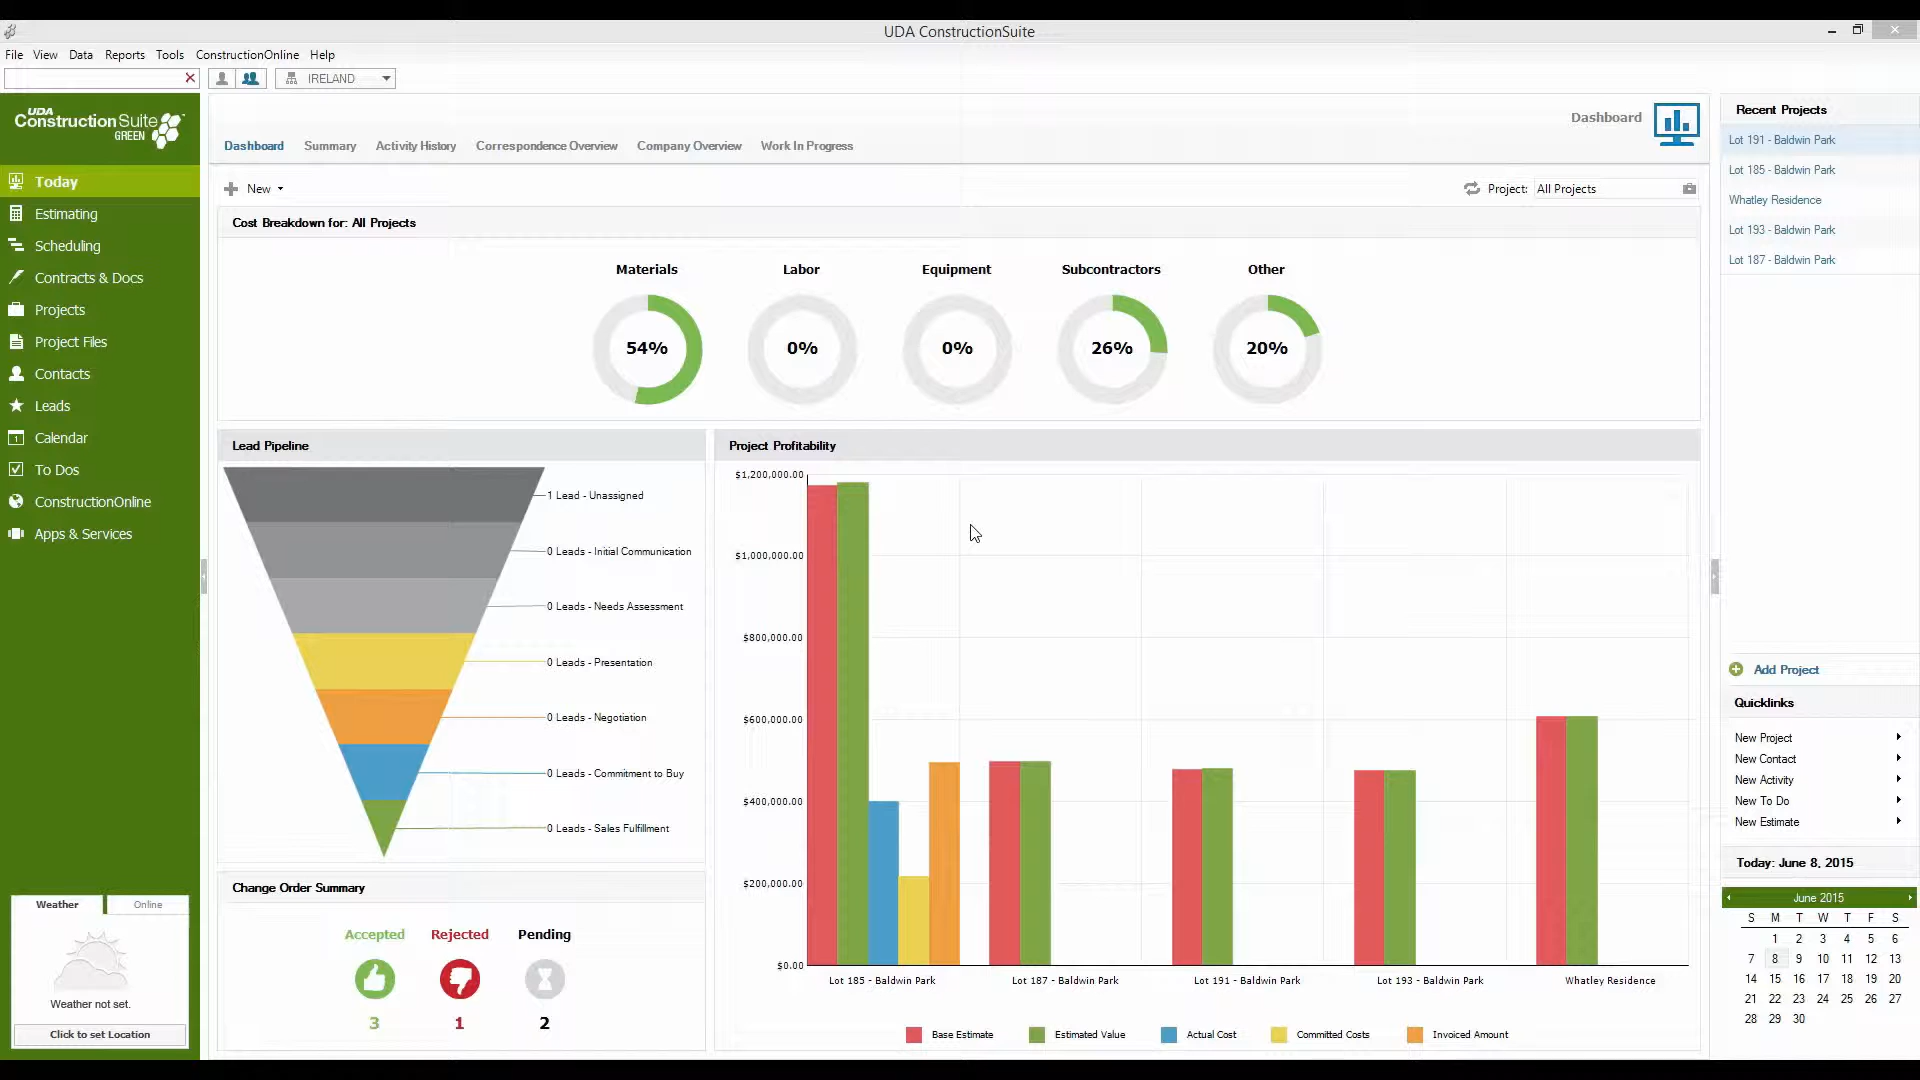 UDA ConstructionSuite
File View Data Reports Tools ConstructionOnline Help
IRELAND
UDA
ConstructionSuite
GREEN
Today
Estimating
Scheduling
Contracts & Docs
Projects
Project Files
Contacts
Leads
Calendar
To Dos
ConstructionOnline
Apps & Services
Weather Online
Weather not set.
Click to set Location
Dashboard
Dashboard Summary Activity History Correspondence Overview Company Overview Work In Progress
New Project: All Projects
Cost Breakdown for: All Projects
Materials Labor Equipment Subcontractors Other
54% 0% 0% 26% 20%
Lead Pipeline
1 Lead - Unassigned
0 Leads - Initial Communication
0 Leads - Needs Assessment
0 Leads - Presentation
0 Leads - Negotiation
0 Leads - Commitment to Buy
0 Leads - Sales Fulfillment
Change Order Summary
Accepted Rejected Pending
3 1 2
Project Profitability
$1,200,000.00
$1,000,000.00
$800,000.00
$600,000.00
$400,000.00
$200,000.00
$0.00
Lot 185 - Baldwin Park Lot 187 - Baldwin Park Lot 191 - Baldwin Park Lot 193 - Baldwin Park Whatley Residence
Base Estimate Estimated Value Actual Cost Committed Costs Invoiced Amount
Recent Projects
Lot 191 - Baldwin Park
Lot 185 - Baldwin Park
Whatley Residence
Lot 193 - Baldwin Park
Lot 187 - Baldwin Park
Add Project
Quicklinks
New Project
New Contact
New Activity
New To Do
New Estimate
Today: June 8, 2015
June 2015
S M T W T F S
1 2 3 4 5 6
7 8 9 10 11 12 13
14 15 16 17 18 19 20
21 22 23 24 25 26 27
28 29 30